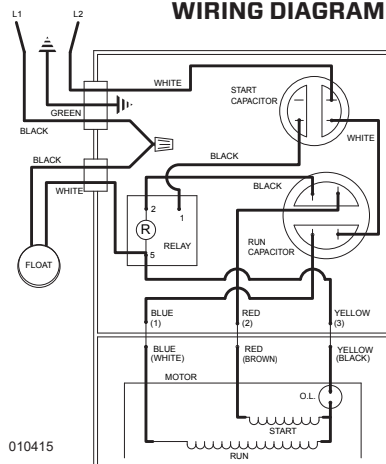 WIRING DIAGRAM
L1
L2
WHITE
START
CAPACITOR
GREEN
BLACK
WHITE
BLACK
BLACK
WHITE
BLACK
2
1
R
RELAY
5
RUN
CAPACITOR
FLOAT
BLUE
(1)
RED
(2)
YELLOW
(3)
BLUE
(WHITE)
RED
(BROWN)
YELLOW
(BLACK)
MOTOR
O.L.
START
RUN
010415